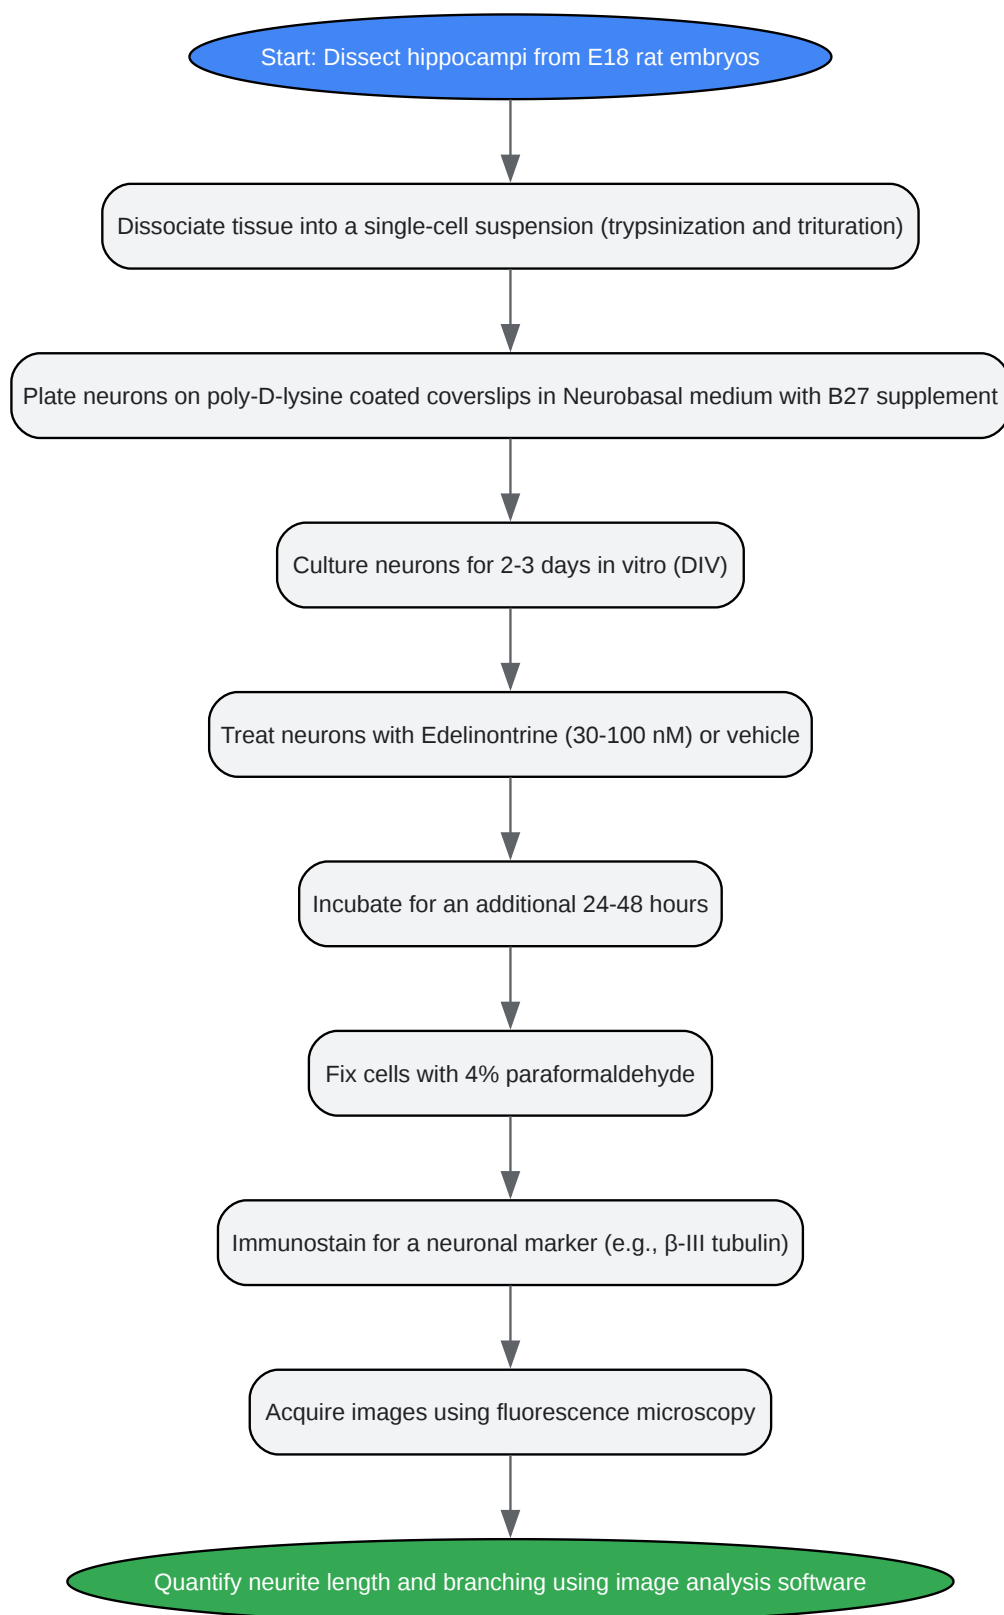 Start: Dissect hippocampi from E18 rat embryos
Dissociate tissue into a single-cell suspension (trypsinization and trituration)
Plate neurons on poly-D-lysine coated coverslips in Neurobasal medium with B27 supplement
Culture neurons for 2-3 days in vitro (DIV)
Treat neurons with Edelinontrine (30-100 nM) or vehicle
Incubate for an additional 24-48 hours
Fix cells with 4% paraformaldehyde
Immunostain for a neuronal marker (e.g., β-III tubulin)
Acquire images using fluorescence microscopy
Quantify neurite length and branching using image analysis software